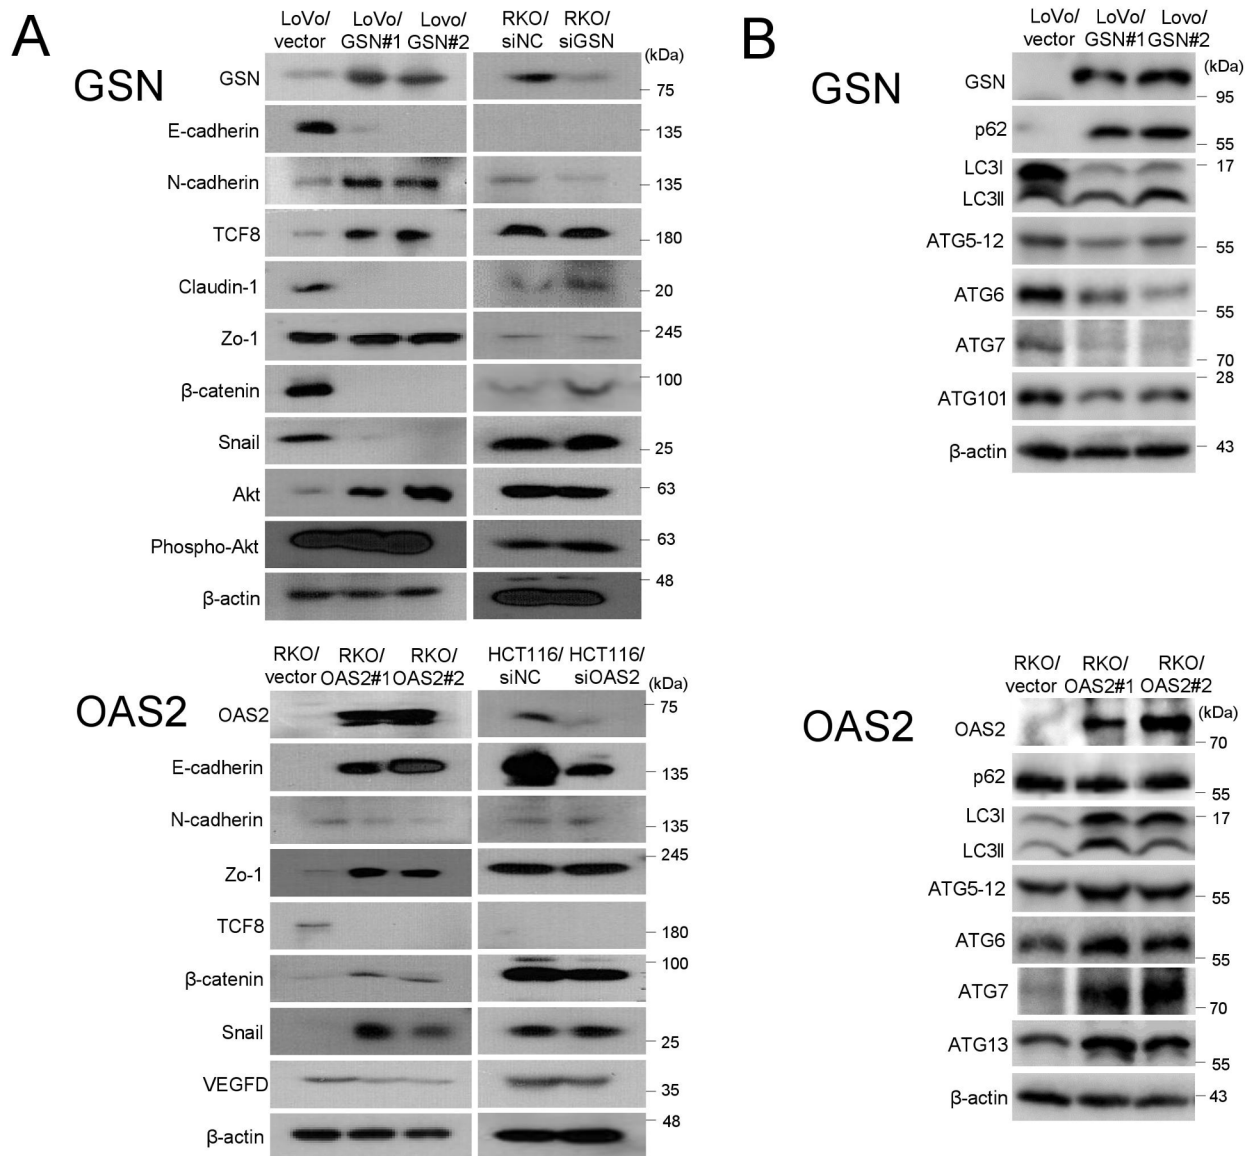 A
LoVo/ LoVo/ Lovo/ RKO/ RKO/
vector GSN#1 GSN#2 siNC siGSN
(kDa)
GSN
GSN
75
E-cadherin 135
N-cadherin 135
TCF8 180
Claudin-1 20
Zo-1 245
β-catenin 100
Snail 25
Akt 63
Phospho-Akt 63
β-actin 48
OAS2
RKO/ RKO/ RKO/ HCT116/ HCT116/
vector OAS2#1 OAS2#2 siNC siOAS2
(kDa)
OAS2 75
E-cadherin 135
N-cadherin 135
Zo-1 245
TCF8 180
β-catenin 100
Snail 25
VEGFD 35
β-actin 48
B
LoVo/ LoVo/ Lovo/
vector GSN#1 GSN#2
(kDa)
GSN
GSN 95
p62 55
LC3I 17
LC3II
ATG5-12 55
ATG6 55
ATG7 70
ATG101 28
β-actin 43
OAS2
RKO/ RKO/ RKO/
vector OAS2#1 OAS2#2
(kDa)
OAS2 70
p62 55
LC3I 17
LC3II
ATG5-12 55
ATG6 55
ATG7 70
ATG13 55
β-actin 43